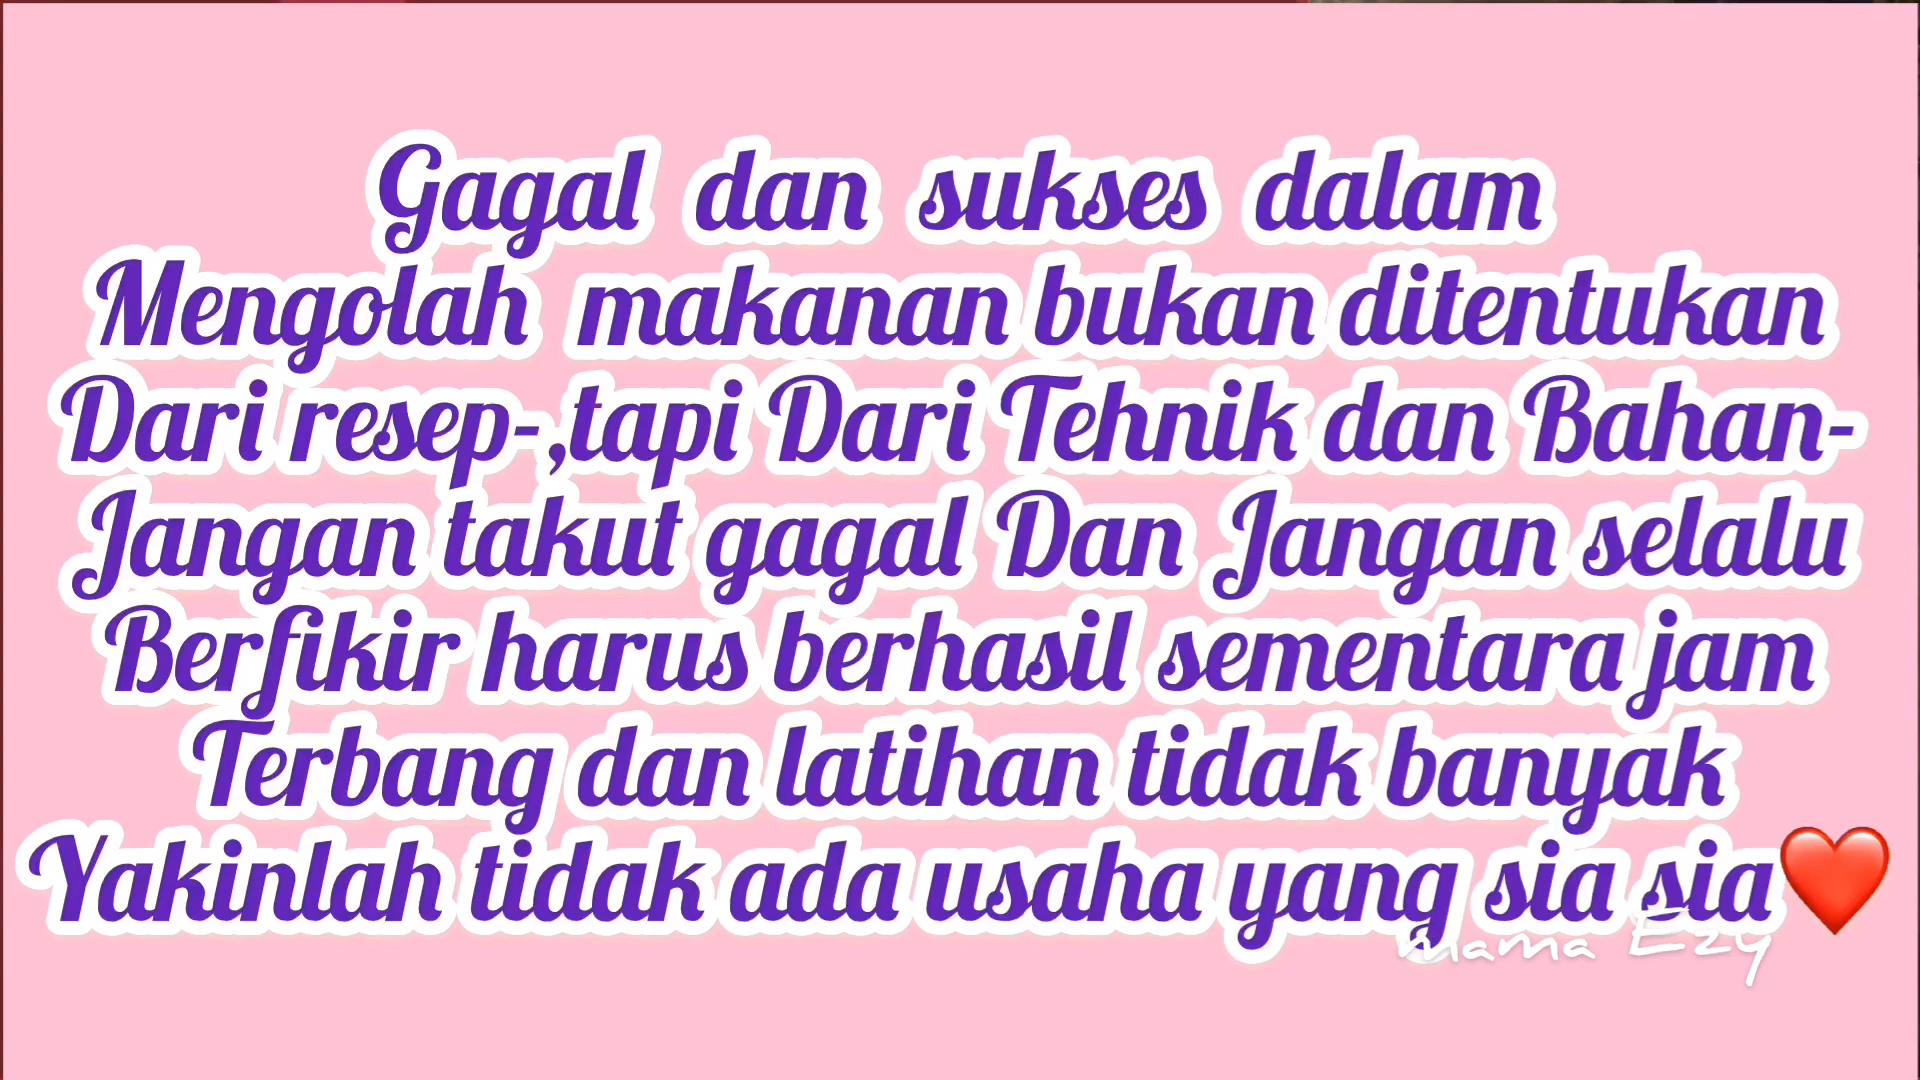 Gagal dan sukses dalam
Mengolah makanan bukan ditentukan
Dari resep-,tapi Dari Tehnik dan Bahan-
Jangan takut gagal Dan Jangan selalu
Berfikir harus berhasil sementara jam
Terbang dan latihan tidak banyak
Yakinlah tidak ada usaha yang sia sia❤️
mama Ezy